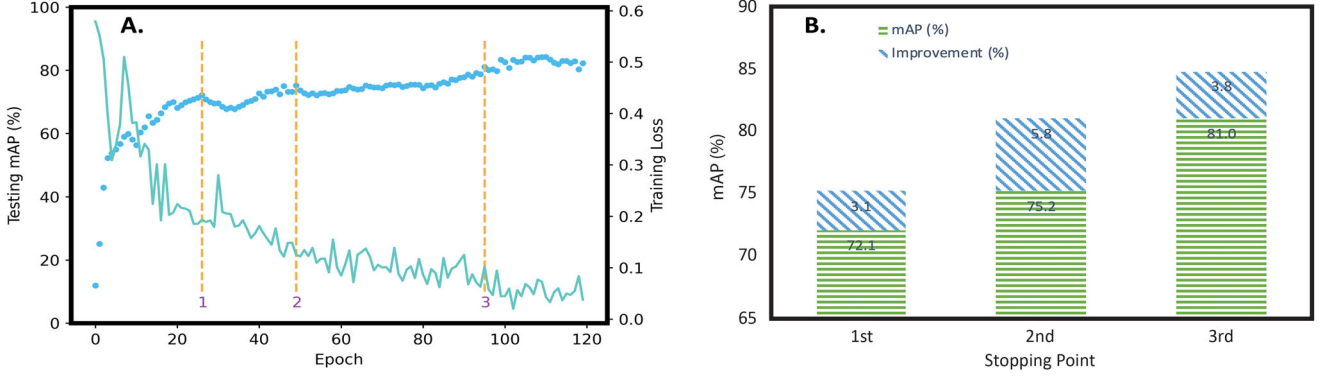 A.
Testing mAP (%)
100
80
60
40
20
0
0.6
0.5
0.4
0.3
0.2
0.1
0.0
Training Loss
1
2
3
0 20 40 60 80 100 120
Epoch
B.
mAP (%)
Improvement (%)
mAP (%)
90
85
80
75
70
65
3.1
72.1
5.8
75.2
3.8
81.0
1st 2nd 3rd
Stopping Point